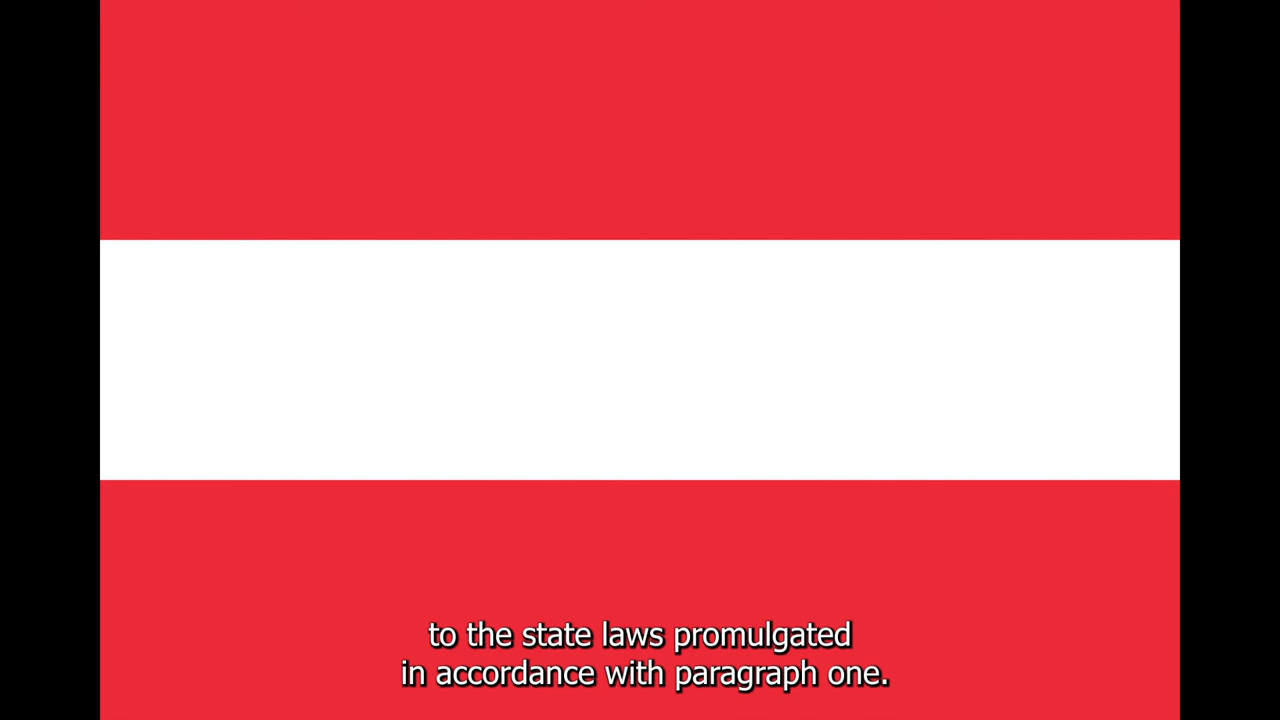 to the state laws promulgated
in accordance with paragraph one.